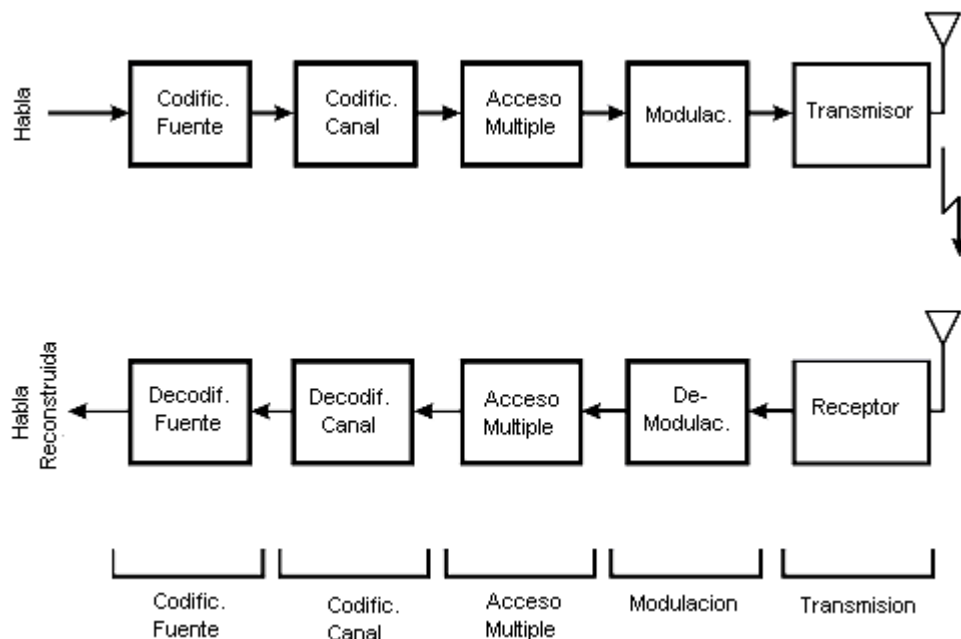 Habla
Codific.
Fuente
Codific.
Canal
Acceso
Multiple
Modulac.
Transmisor
Habla
Reconstruida
Decodif.
Fuente
Decodif.
Canal
Acceso
Multiple
De-
Modulac.
Receptor
Codific.
Fuente
Codific.
Canal
Acceso
Multiple
Modulacion
Transmision